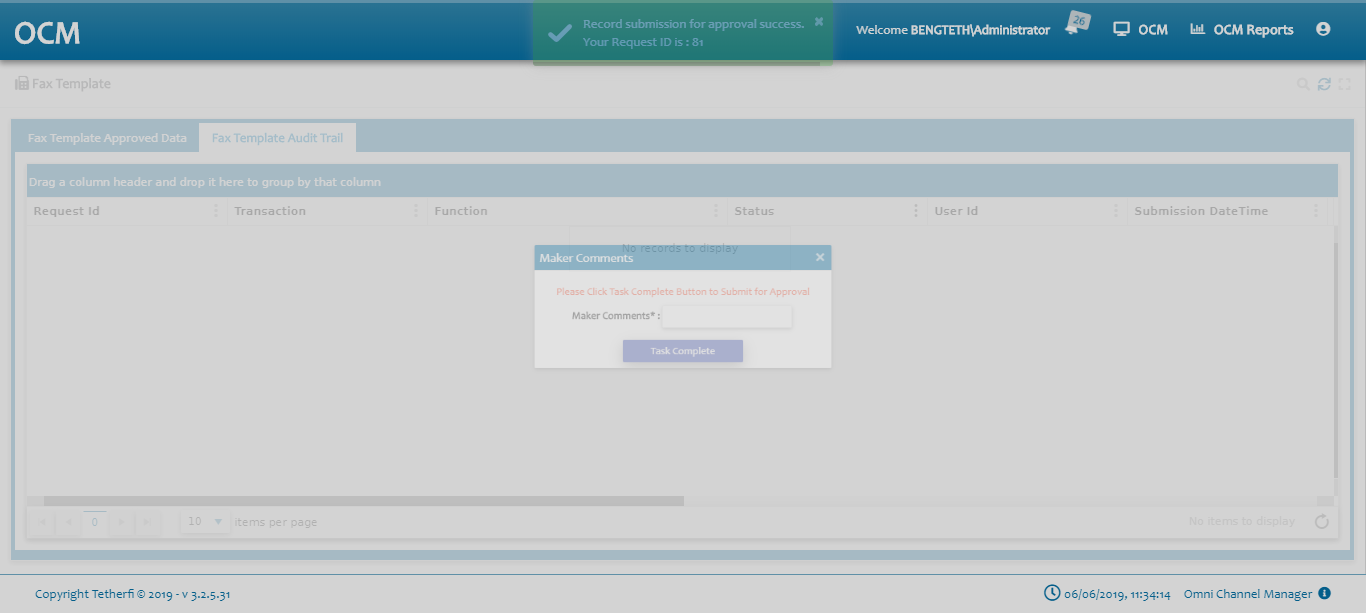 OCM
Record submission for approval success.
Your Request ID is : 81
Welcome BENGTETH\Administrator
26
OCM
OCM Reports
Fax Template
Fax Template Approved Data
Fax Template Audit Trail
Drag a column header and drop it here to group by that column
Request Id
Transaction
Function
Status
User Id
Submission DateTime
No records to display
Maker Comments
Please Click Task Complete Button to Submit for Approval
Maker Comments* :
Task Complete
0
10
items per page
No items to display
Copyright Tetherfi © 2019 - v 3.2.5.31
06/06/2019, 11:34:14
Omni Channel Manager